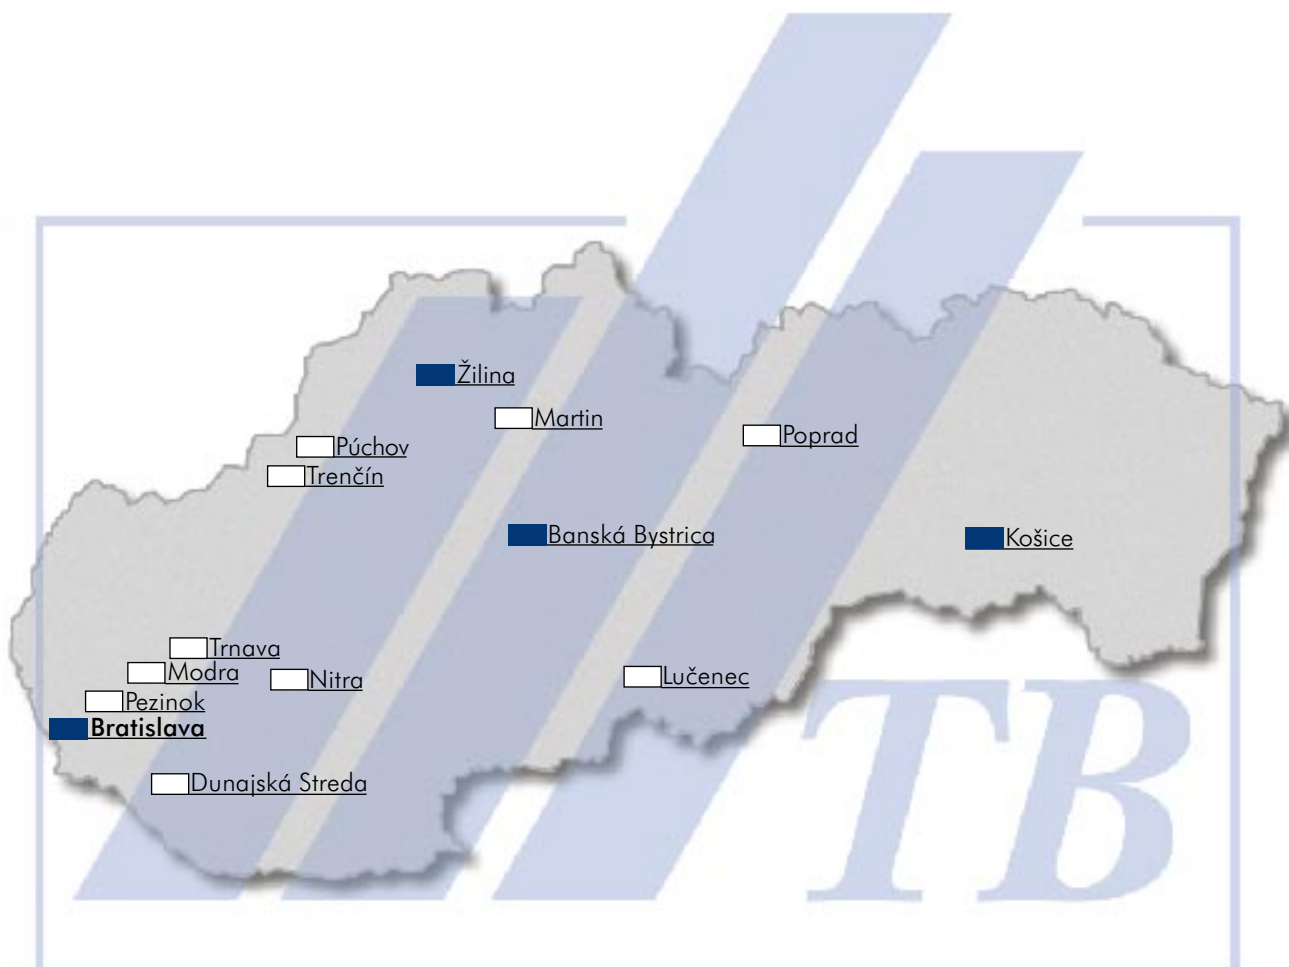 Žilina
Martin
Poprad
Púchov
Trenčín
Banská Bystrica
Košice
Trnava
Modra
Nitra
Lučenec
Pezinok
Bratislava
Dunajská Streda
TB